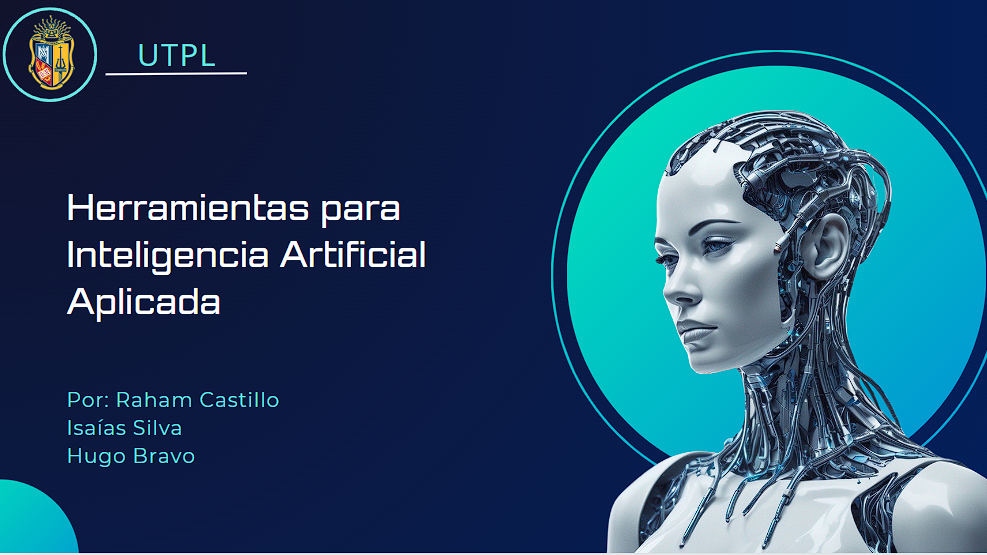 UTPL
Herramientas para
Inteligencia Artificial
Aplicada
Por: Raham Castillo
Isaías Silva
Hugo Bravo